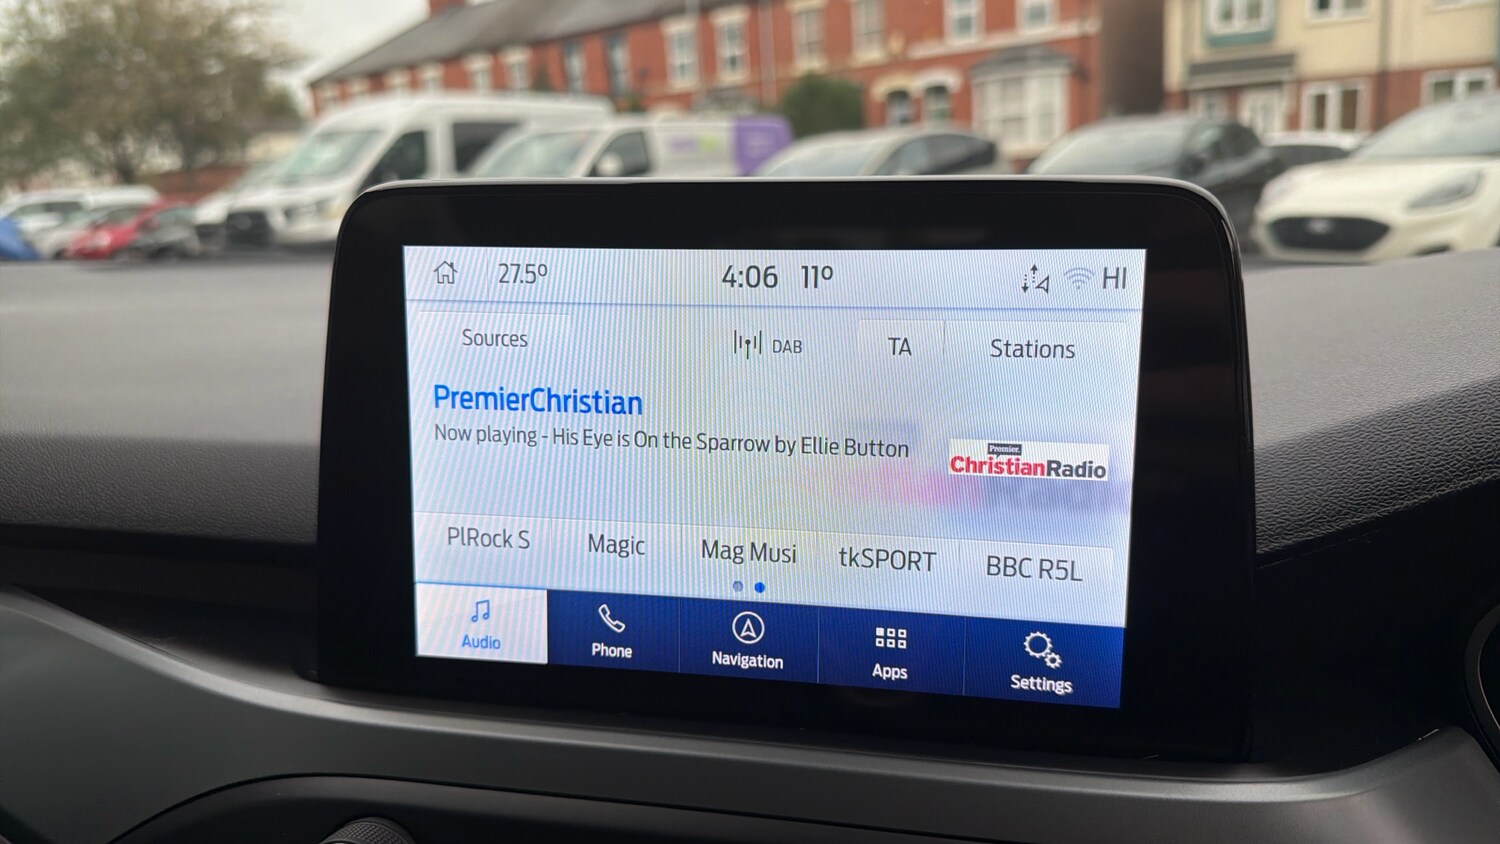 27.5° 4:06 11° HI
Sources DAB TA Stations
PremierChristian
Now playing - His Eye is On the Sparrow by Ellie Button
Premier.
ChristianRadio
PlRock S Magic Mag Musi tkSPORT BBC R5L
Audio Phone Navigation Apps Settings